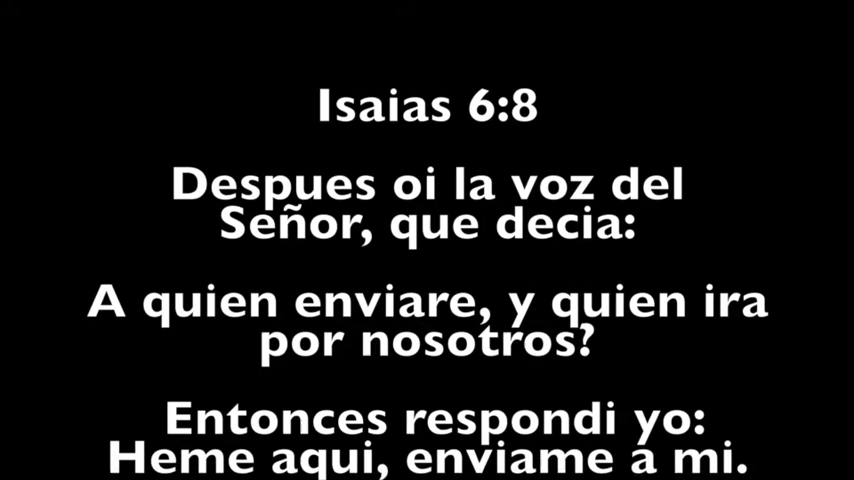 Isaias 6:8
Despues oi la voz del
Señor, que decia:
A quien enviare, y quien ira
por nosotros?
Entonces respondi yo:
Heme aqui, enviame a mi.